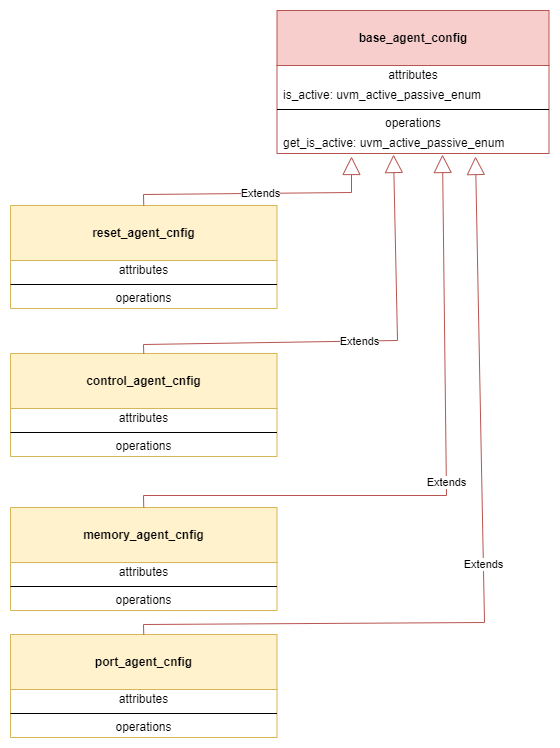 base_agent_config
attributes
is_active: uvm_active_passive_enum
operations
get_is_active: uvm_active_passive_enum
Extends
reset_agent_cnfig
attributes
operations
Extends
control_agent_cnfig
attributes
operations
Extends
memory_agent_cnfig
attributes
operations
Extends
port_agent_cnfig
attributes
operations